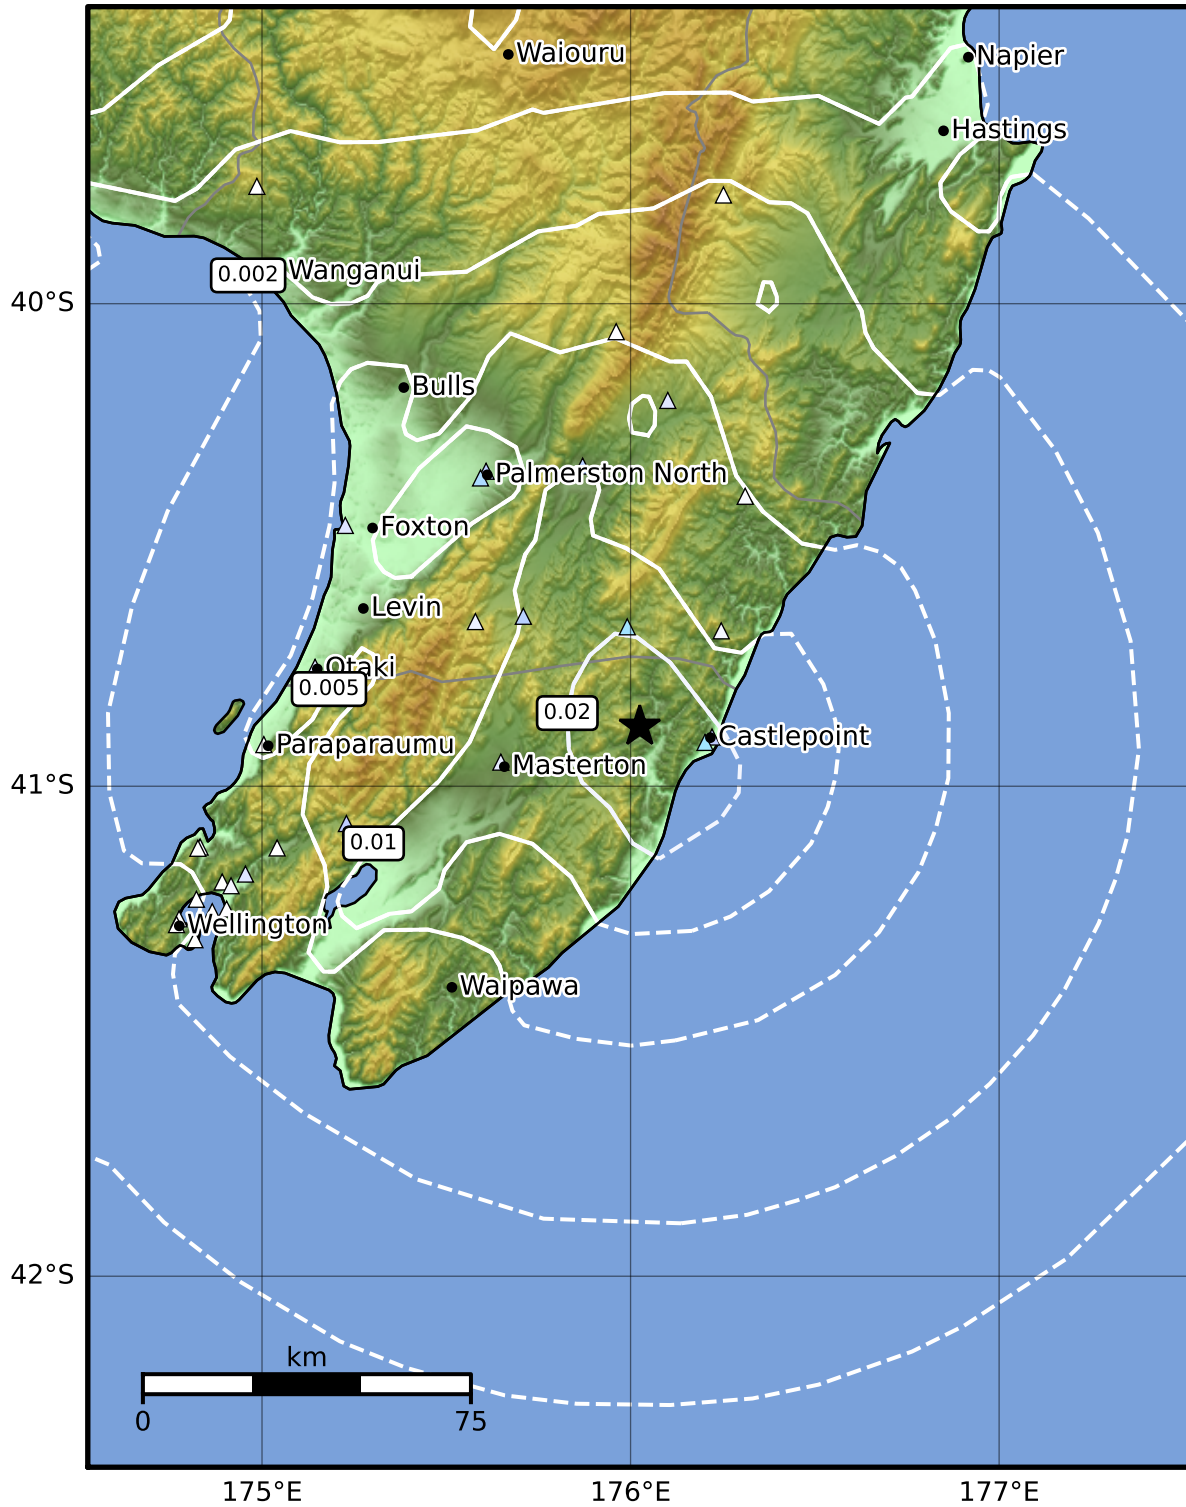 Waiouru
Napier
Hastings
Wanganui
0.002
40°S
Bulls
Palmerston North
Foxton
Levin
Otaki
0.005
0.02
Castlepoint
Paraparaumu
Masterton
41°S
0.01
Wellington
Waipawa
42°S
km
0
75
175°E
176°E
177°E